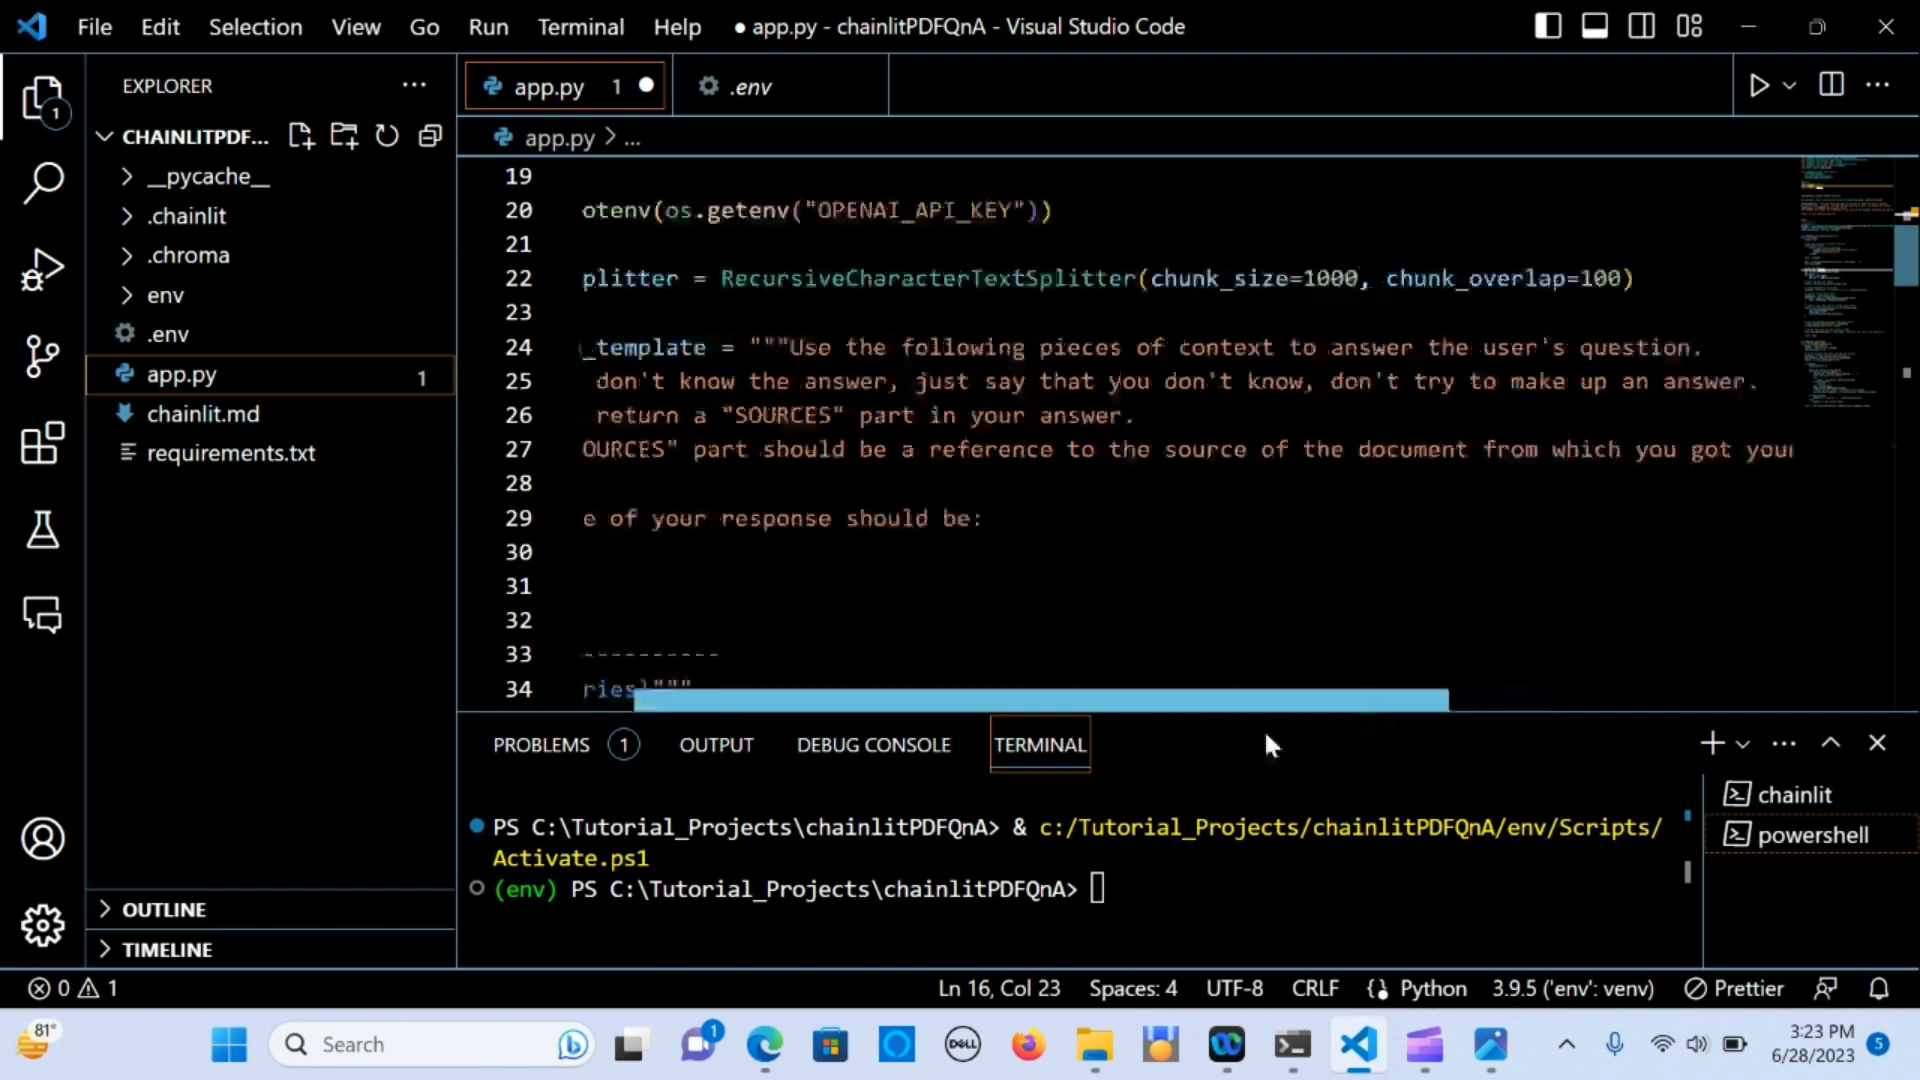 File Edit Selection View Go Run Terminal Help ● app.py - chainlitPDFQnA - Visual Studio Code
EXPLORER
app.py 1
.env
CHAINLITPDF...
app.py > ...
__pycache__
.chainlit
.chroma
env
.env
app.py 1
chainlit.md
requirements.txt
OUTLINE
TIMELINE
19
20 otenv(os.getenv("OPENAI_API_KEY"))
21
22 plitter = RecursiveCharacterTextSplitter(chunk_size=1000, chunk_overlap=100)
23
24 _template = """Use the following pieces of context to answer the user's question.
25 don't know the answer, just say that you don't know, don't try to make up an answer.
26 return a "SOURCES" part in your answer.
27 OURCES" part should be a reference to the source of the document from which you got your
28
29 e of your response should be:
30
31
32
33 ----------
34 ries}"""
PROBLEMS 1 OUTPUT DEBUG CONSOLE TERMINAL
PS C:\Tutorial_Projects\chainlitPDFQnA> & c:/Tutorial_Projects/chainlitPDFQnA/env/Scripts/
Activate.ps1
(env) PS C:\Tutorial_Projects\chainlitPDFQnA>
chainlit
powershell
0 1 Ln 16, Col 23 Spaces: 4 UTF-8 CRLF Python 3.9.5 ('env': venv) Prettier
81° Search DELL 1 3:23 PM
6/28/2023 5